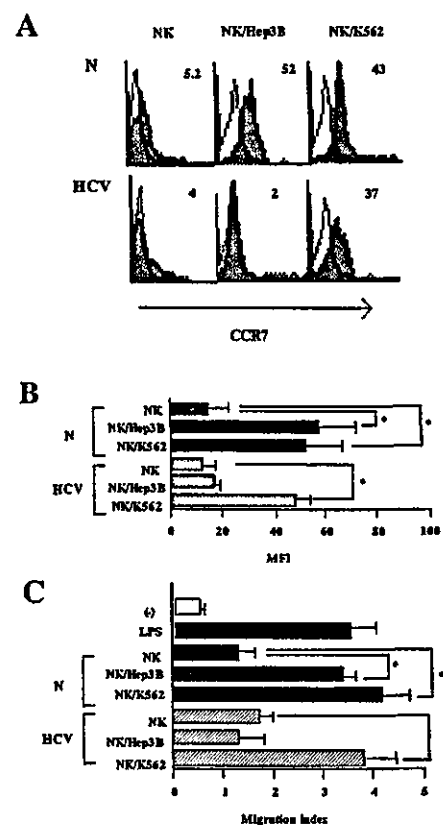 A
NK NK/Hep3B NK/K562
N 5.2 52 43
HCV 4 2 37
CCR7
B
NK
N NK/Hep3B *
NK/K562 *
NK
HCV NK/Hep3B *
NK/K562
0 20 40 60 80 100
MFI
C
(-)
LPS
NK
N NK/Hep3B *
NK/K562 *
NK
HCV NK/Hep3B
NK/K562
0 1 2 3 4 5
Migration index